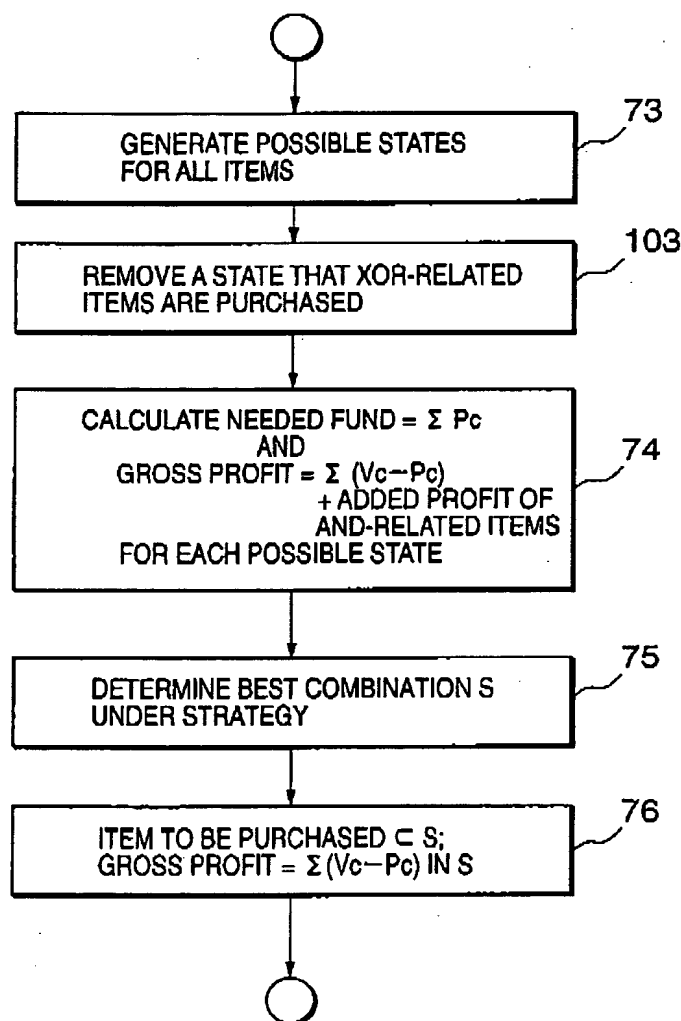 73
GENERATE POSSIBLE STATES
FOR ALL ITEMS
103
REMOVE A STATE THAT XOR-RELATED
ITEMS ARE PURCHASED
74
CALCULATE NEEDED FUND = Σ Pc
AND
GROSS PROFIT = Σ (Vc−Pc)
+ ADDED PROFIT OF
AND-RELATED ITEMS
FOR EACH POSSIBLE STATE
75
DETERMINE BEST COMBINATION S
UNDER STRATEGY
76
ITEM TO BE PURCHASED ⊂ S;
GROSS PROFIT = Σ (Vc−Pc) IN S